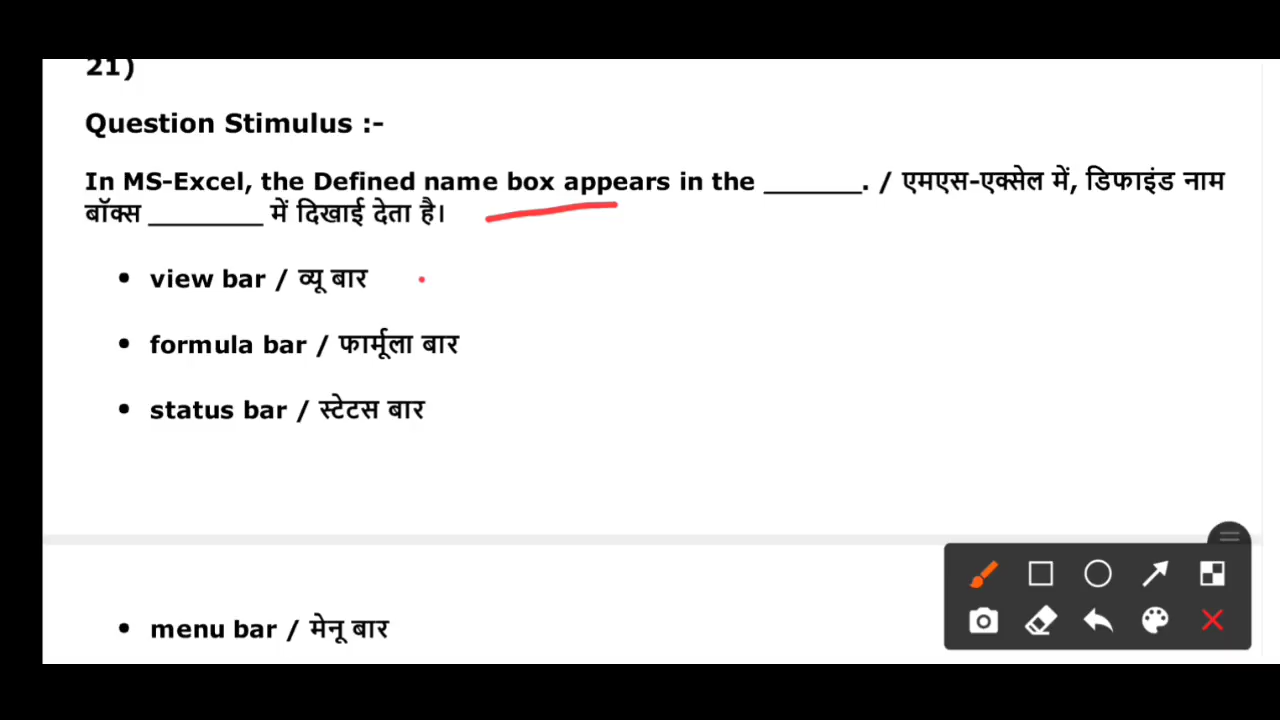 21)
Question Stimulus :-
In MS-Excel, the Defined name box appears in the _______. / एमएस-एक्सेल में, डिफाइंड नाम
बॉक्स ________ में दिखाई देता है।
• view bar / व्यू बार
• formula bar / फार्मूला बार
• status bar / स्टेटस बार
• menu bar / मेनू बार